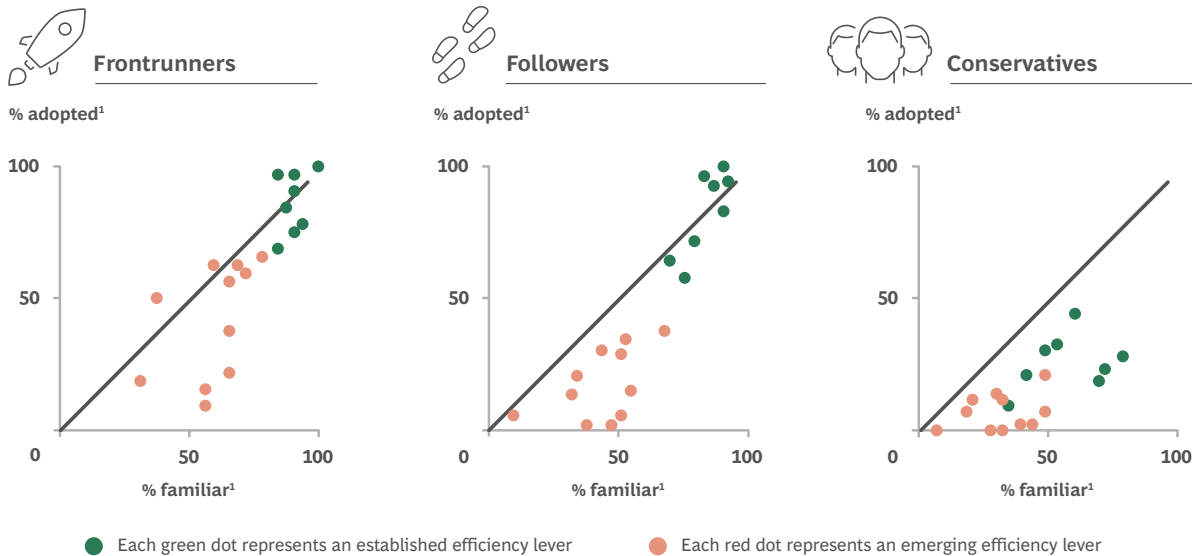 Frontrunners
Followers
Conservatives
% adopted¹
% adopted¹
% adopted¹
100
100
100
50
50
50
0
50
100
0
50
100
0
50
100
% familiar¹
% familiar¹
% familiar¹
Each green dot represents an established efficiency lever
Each red dot represents an emerging efficiency lever